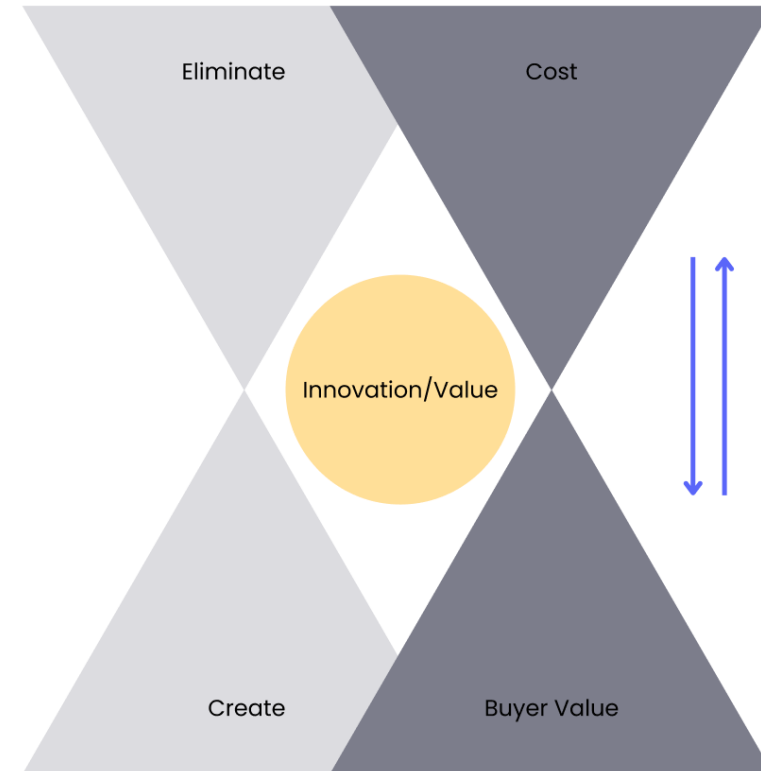 Eliminate
Cost
Innovation/Value
Create
Buyer Value